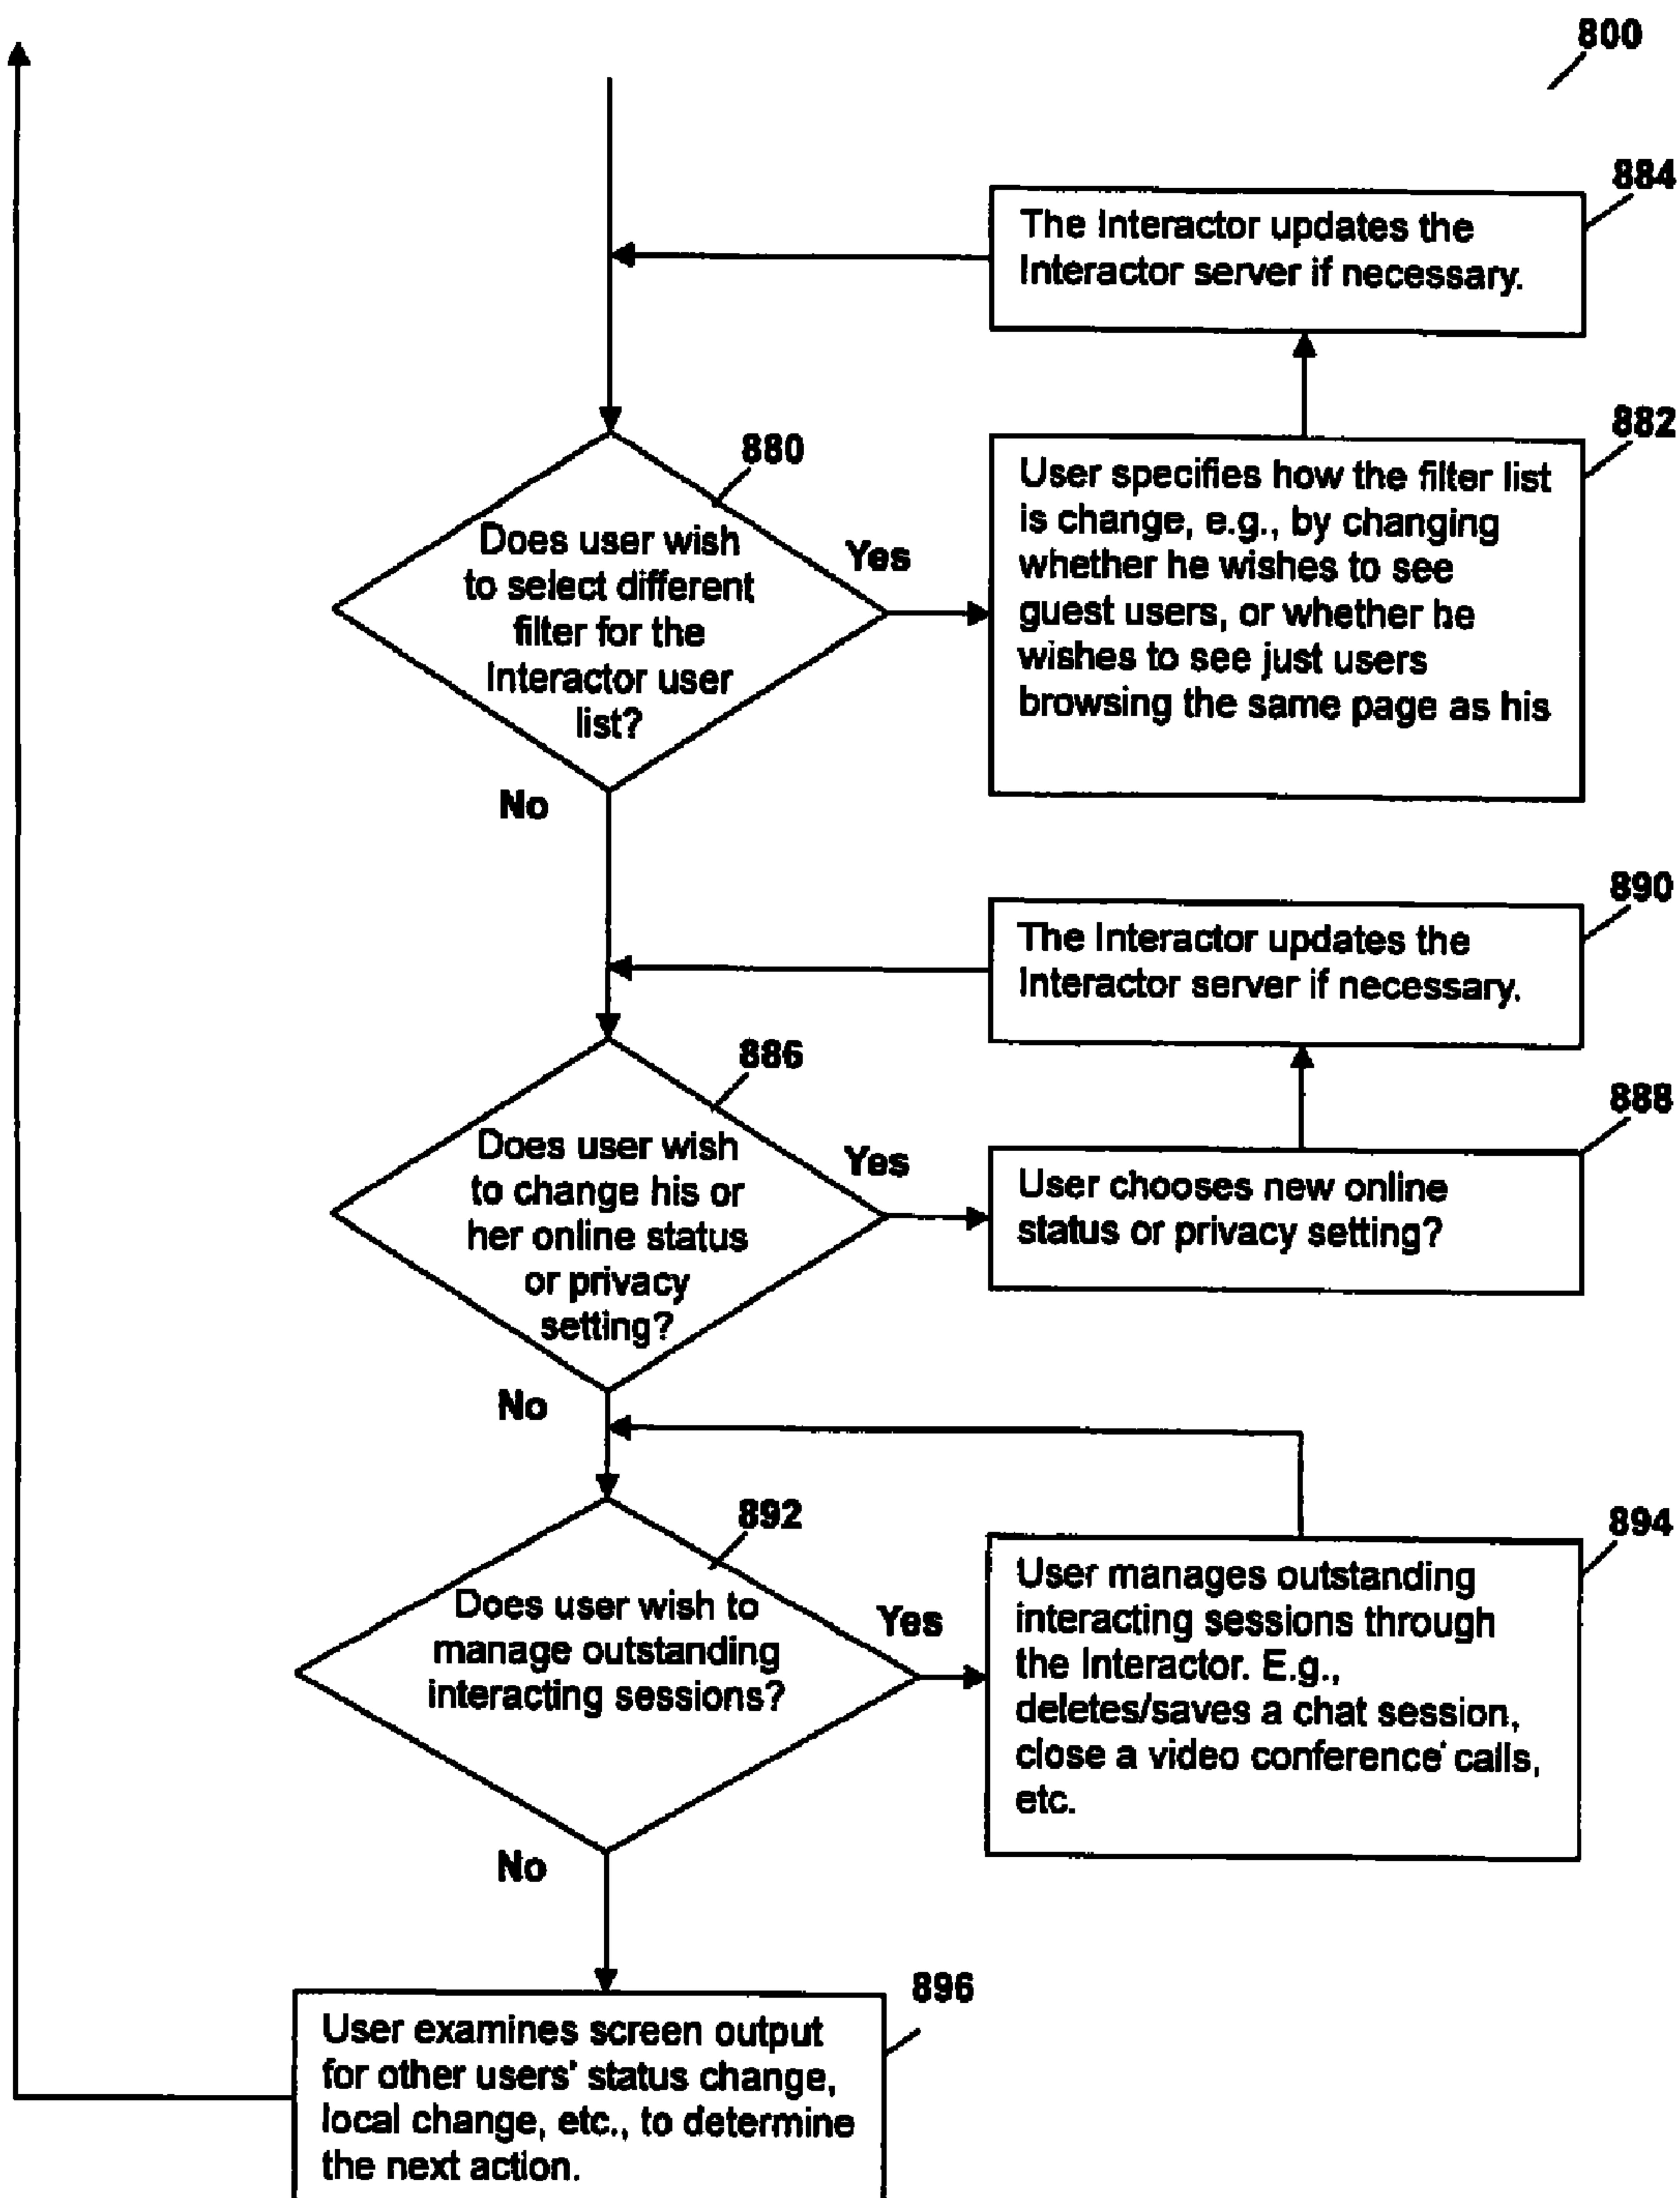 800
884
The Interactor updates the
Interactor server if necessary.
880
Does user wish
to select different
filter for the
Interactor user
list?
Yes
No
882
User specifies how the filter list
is change, e.g., by changing
whether he wishes to see
guest users, or whether he
wishes to see just users
browsing the same page as his
890
The Interactor updates the
Interactor server if necessary.
886
Does user wish
to change his or
her online status
or privacy
setting?
Yes
No
888
User chooses new online
status or privacy setting?
892
Does user wish to
manage outstanding
interacting sessions?
Yes
No
894
User manages outstanding
interacting sessions through
the Interactor. E.g.,
deletes/saves a chat session,
close a video conference' calls,
etc.
896
User examines screen output
for other users' status change,
local change, etc., to determine
the next action.